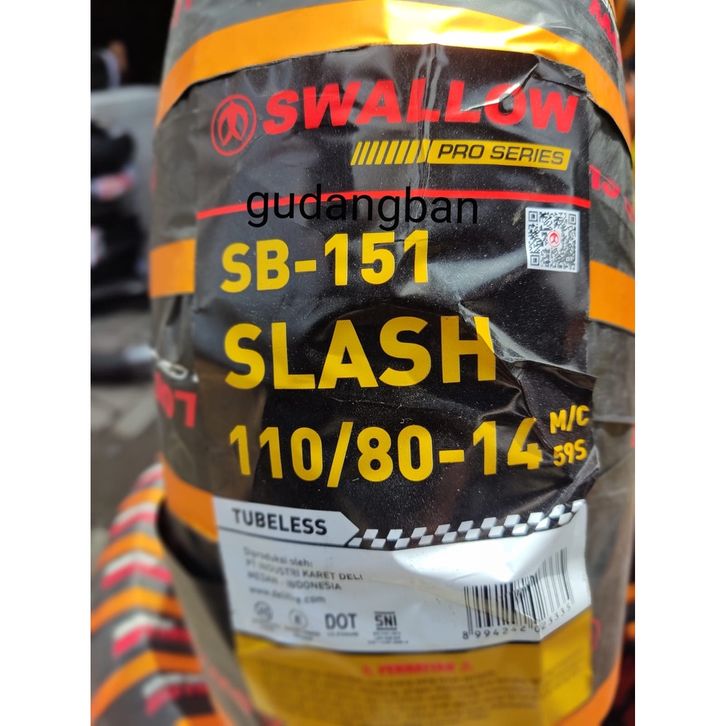 SWALLOW
PRO SERIES
gudangban
SB-151
SLASH
110/80-14 M/C
59S
TUBELESS
Diproduksi oleh:
PT INDUSTRI KARET DELI
MEDAN - INDONESIA
www.delitire.com
DOT
SNI